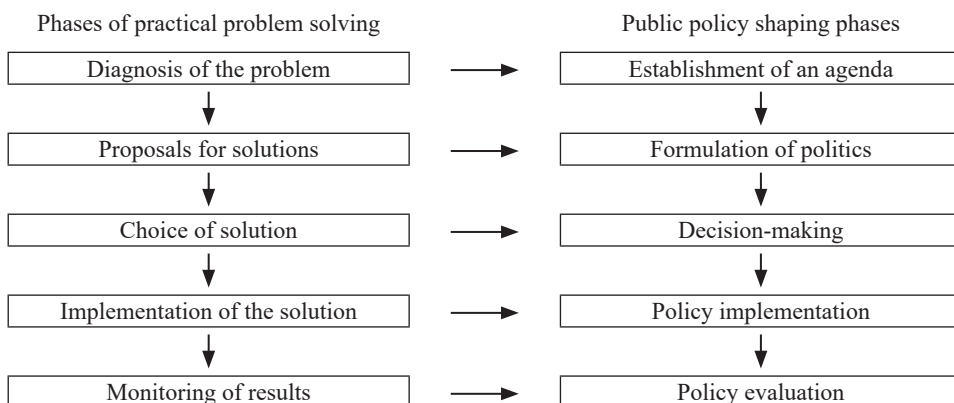 Phases of practical problem solving
Public policy shaping phases
Diagnosis of the problem
Establishment of an agenda
Proposals for solutions
Formulation of politics
Choice of solution
Decision-making
Implementation of the solution
Policy implementation
Monitoring of results
Policy evaluation